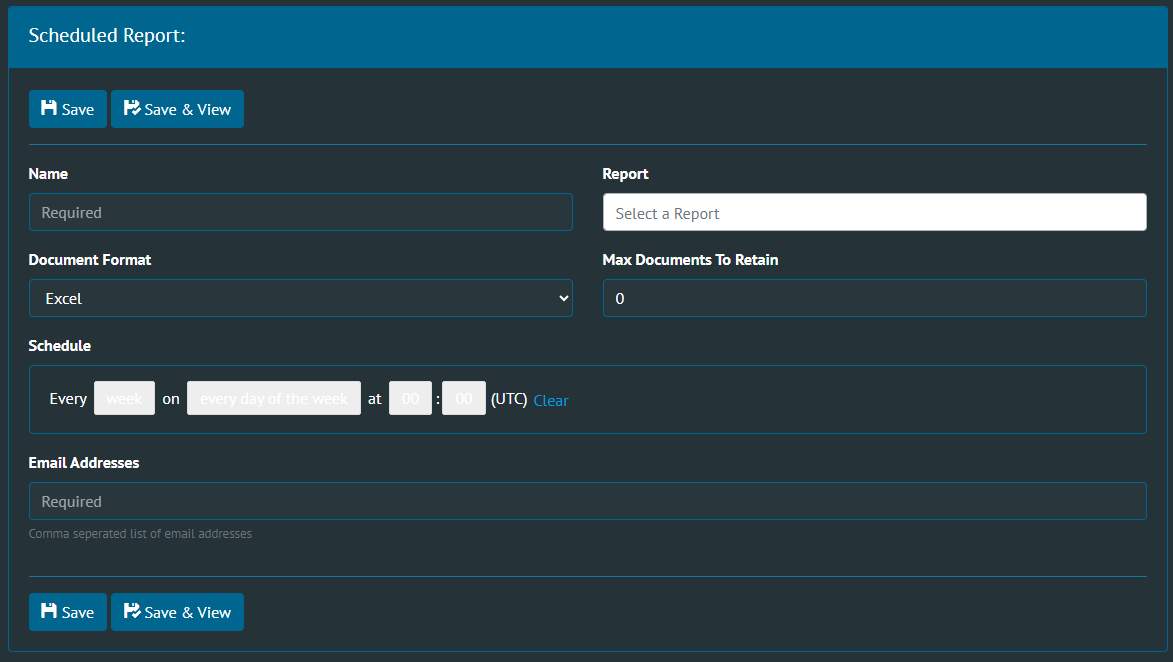 Scheduled Report:
Save Save & View
Name Report
Required Select a Report
Document Format Max Documents To Retain
Excel 0
Schedule
Every week on every day of the week at 00 : 00 (UTC) Clear
Email Addresses
Required
Comma seperated list of email addresses
Save Save & View